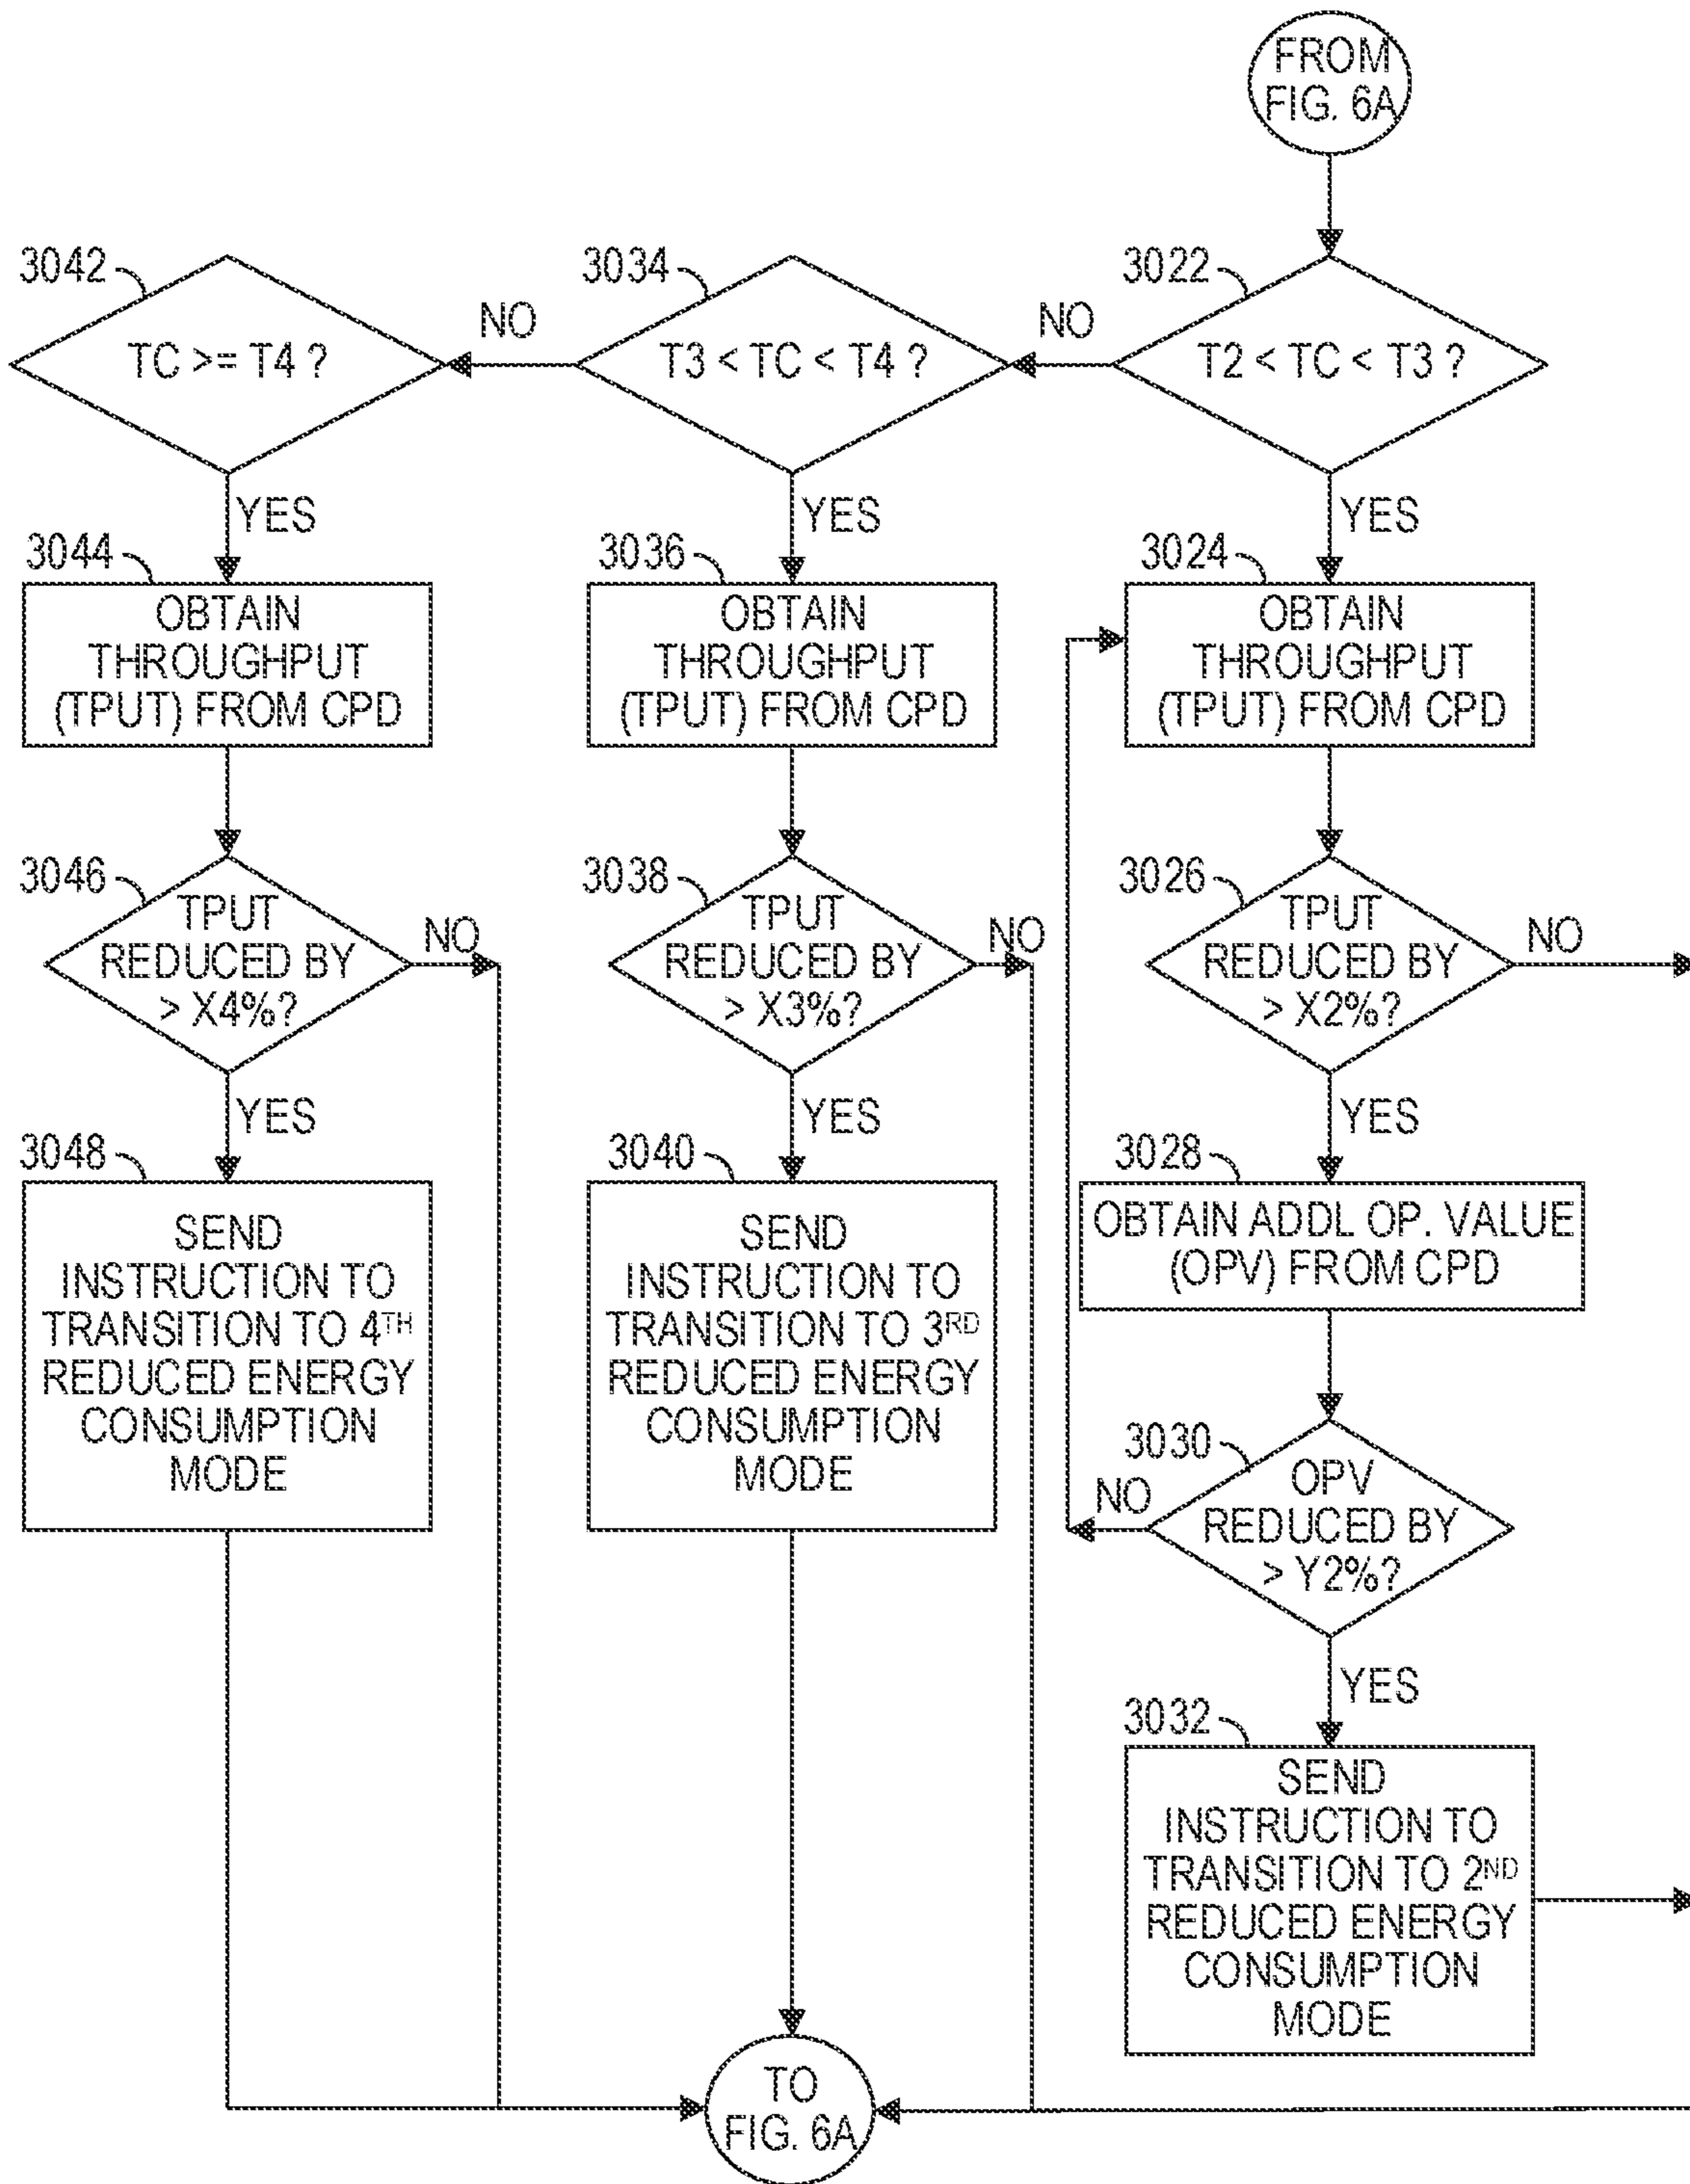 FROM
FIG. 6A
3042
3034
3022
TC >= T4 ?
NO
T3 < TC < T4 ?
NO
T2 < TC < T3 ?
YES
YES
YES
3044
3036
3024
OBTAIN
THROUGHPUT
(TPUT) FROM CPD
OBTAIN
THROUGHPUT
(TPUT) FROM CPD
OBTAIN
THROUGHPUT
(TPUT) FROM CPD
3046
3038
3026
TPUT
REDUCED BY
> X4%?
NO
TPUT
REDUCED BY
> X3%?
NO
TPUT
REDUCED BY
> X2%?
NO
YES
YES
YES
3048
3040
3028
SEND
INSTRUCTION TO
TRANSITION TO 4TH
REDUCED ENERGY
CONSUMPTION
MODE
SEND
INSTRUCTION TO
TRANSITION TO 3RD
REDUCED ENERGY
CONSUMPTION
MODE
OBTAIN ADDL OP. VALUE
(OPV) FROM CPD
3030
NO
OPV
REDUCED BY
> Y2%?
YES
3032
SEND
INSTRUCTION TO
TRANSITION TO 2ND
REDUCED ENERGY
CONSUMPTION
MODE
TO
FIG. 6A